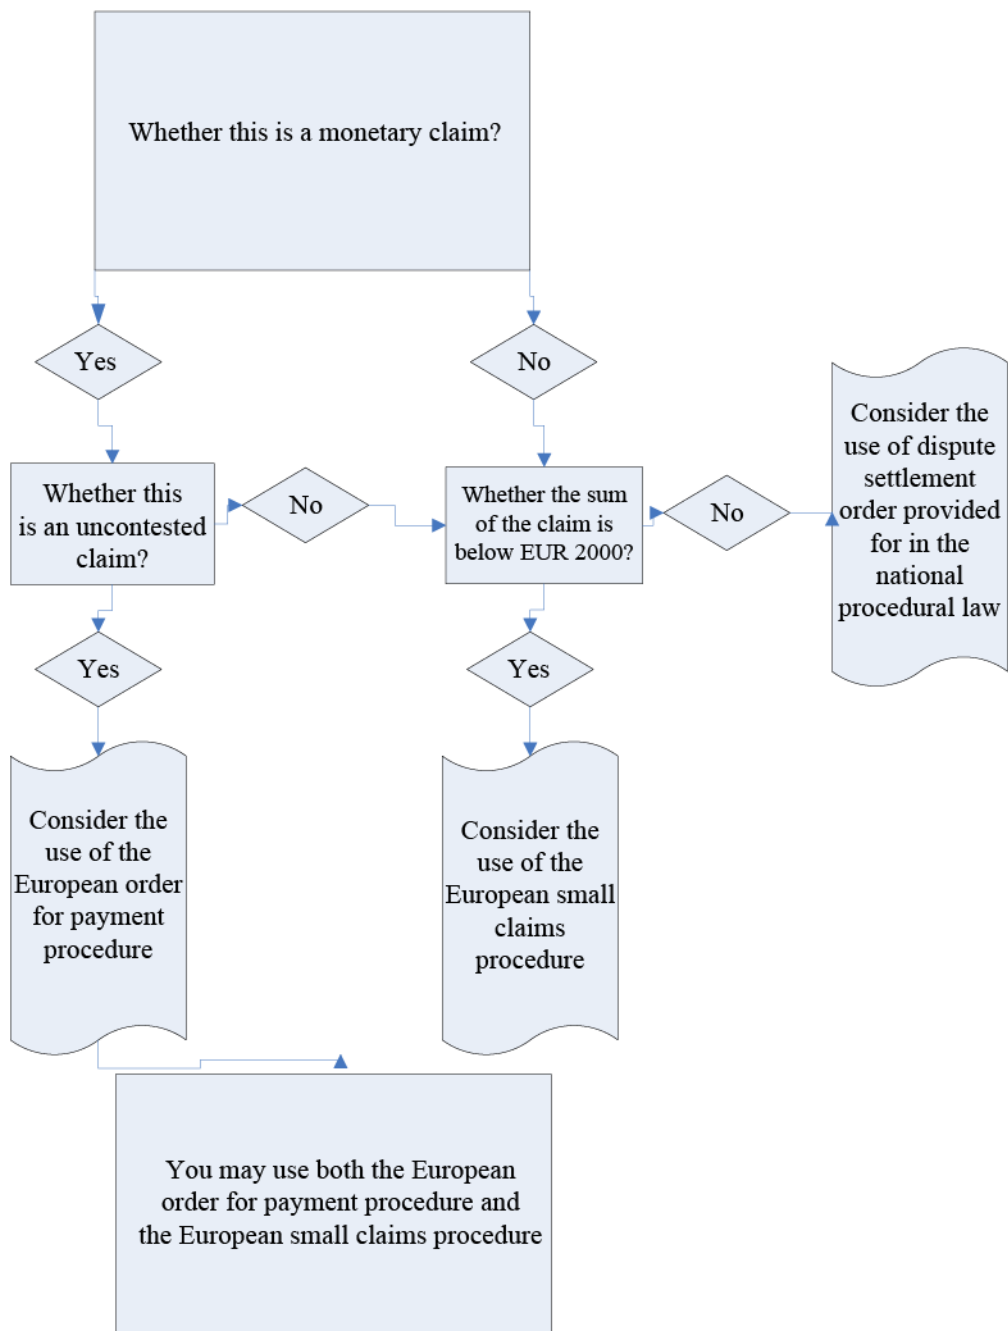 Whether this is a monetary claim?
Yes
No
Whether this
is an uncontested
claim?
No
Whether the sum
of the claim is
below EUR 2000?
No
Consider the
use of dispute
settlement
order provided
for in the
national
procedural law
Yes
Yes
Consider the
use of the
European order
for payment
procedure
Consider the
use of the
European small
claims
procedure
You may use both the European
order for payment procedure and
the European small claims procedure